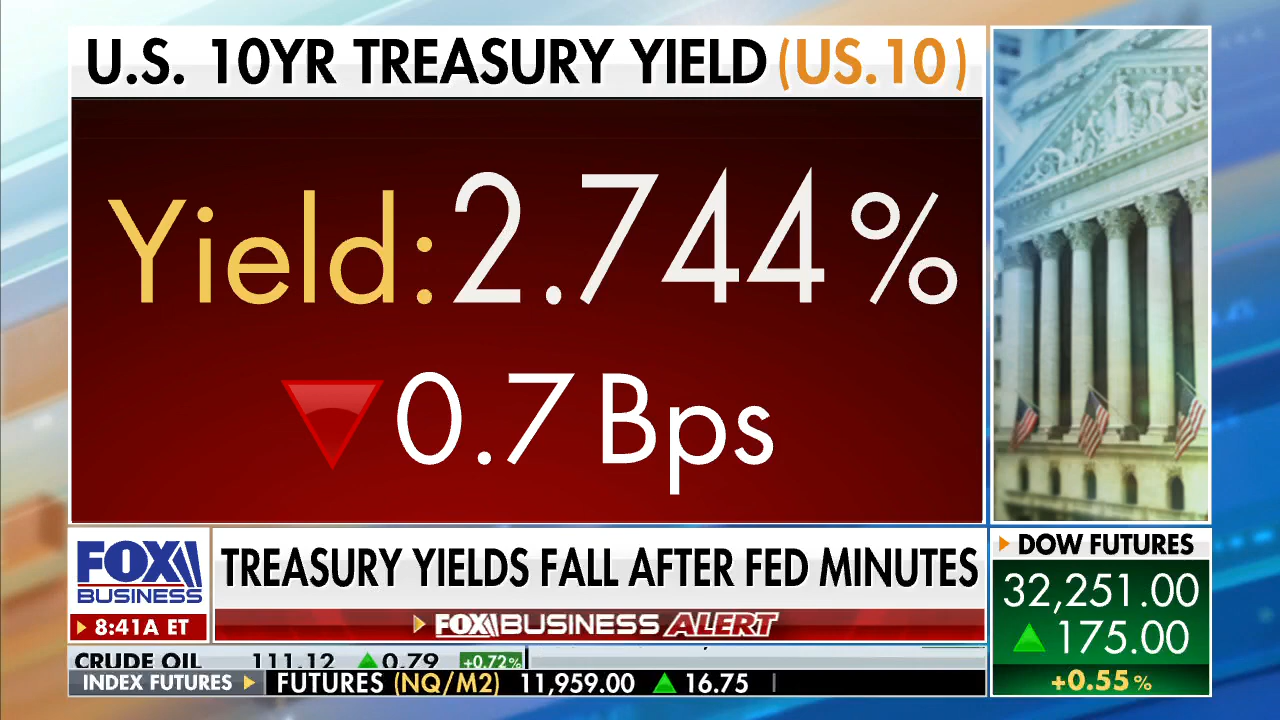 U.S. 10YR TREASURY YIELD (US.10)
Yield: 2.744%
0.7 Bps
FOX BUSINESS
8:41A ET
TREASURY YIELDS FALL AFTER FED MINUTES
FOX BUSINESS ALERT
DOW FUTURES
32,251.00
175.00
+0.55%
CRUDE OIL 111.12 0.79 +0.72%
INDEX FUTURES FUTURES (NQ/M2) 11,959.00 16.75